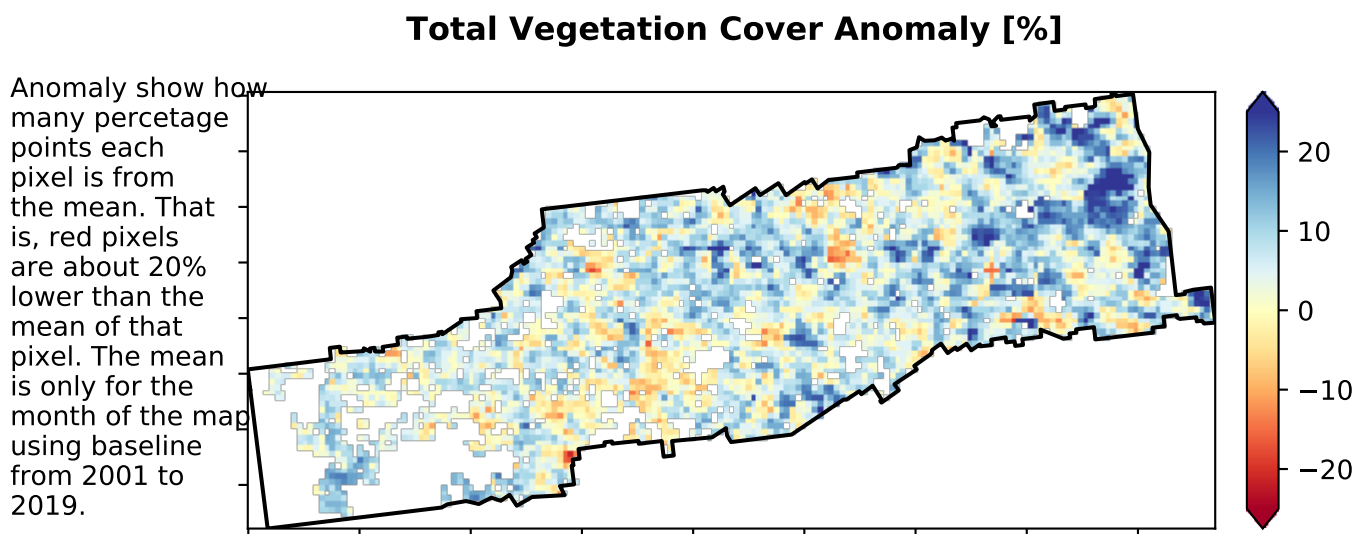 Total Vegetation Cover Anomaly [%]
Anomaly show how
many percetage
points each
pixel is from
the mean. That
is, red pixels
are about 20%
lower than the
mean of that
pixel. The mean
is only for the
month of the map
using baseline
from 2001 to
2019.
20
10
0
−10
−20